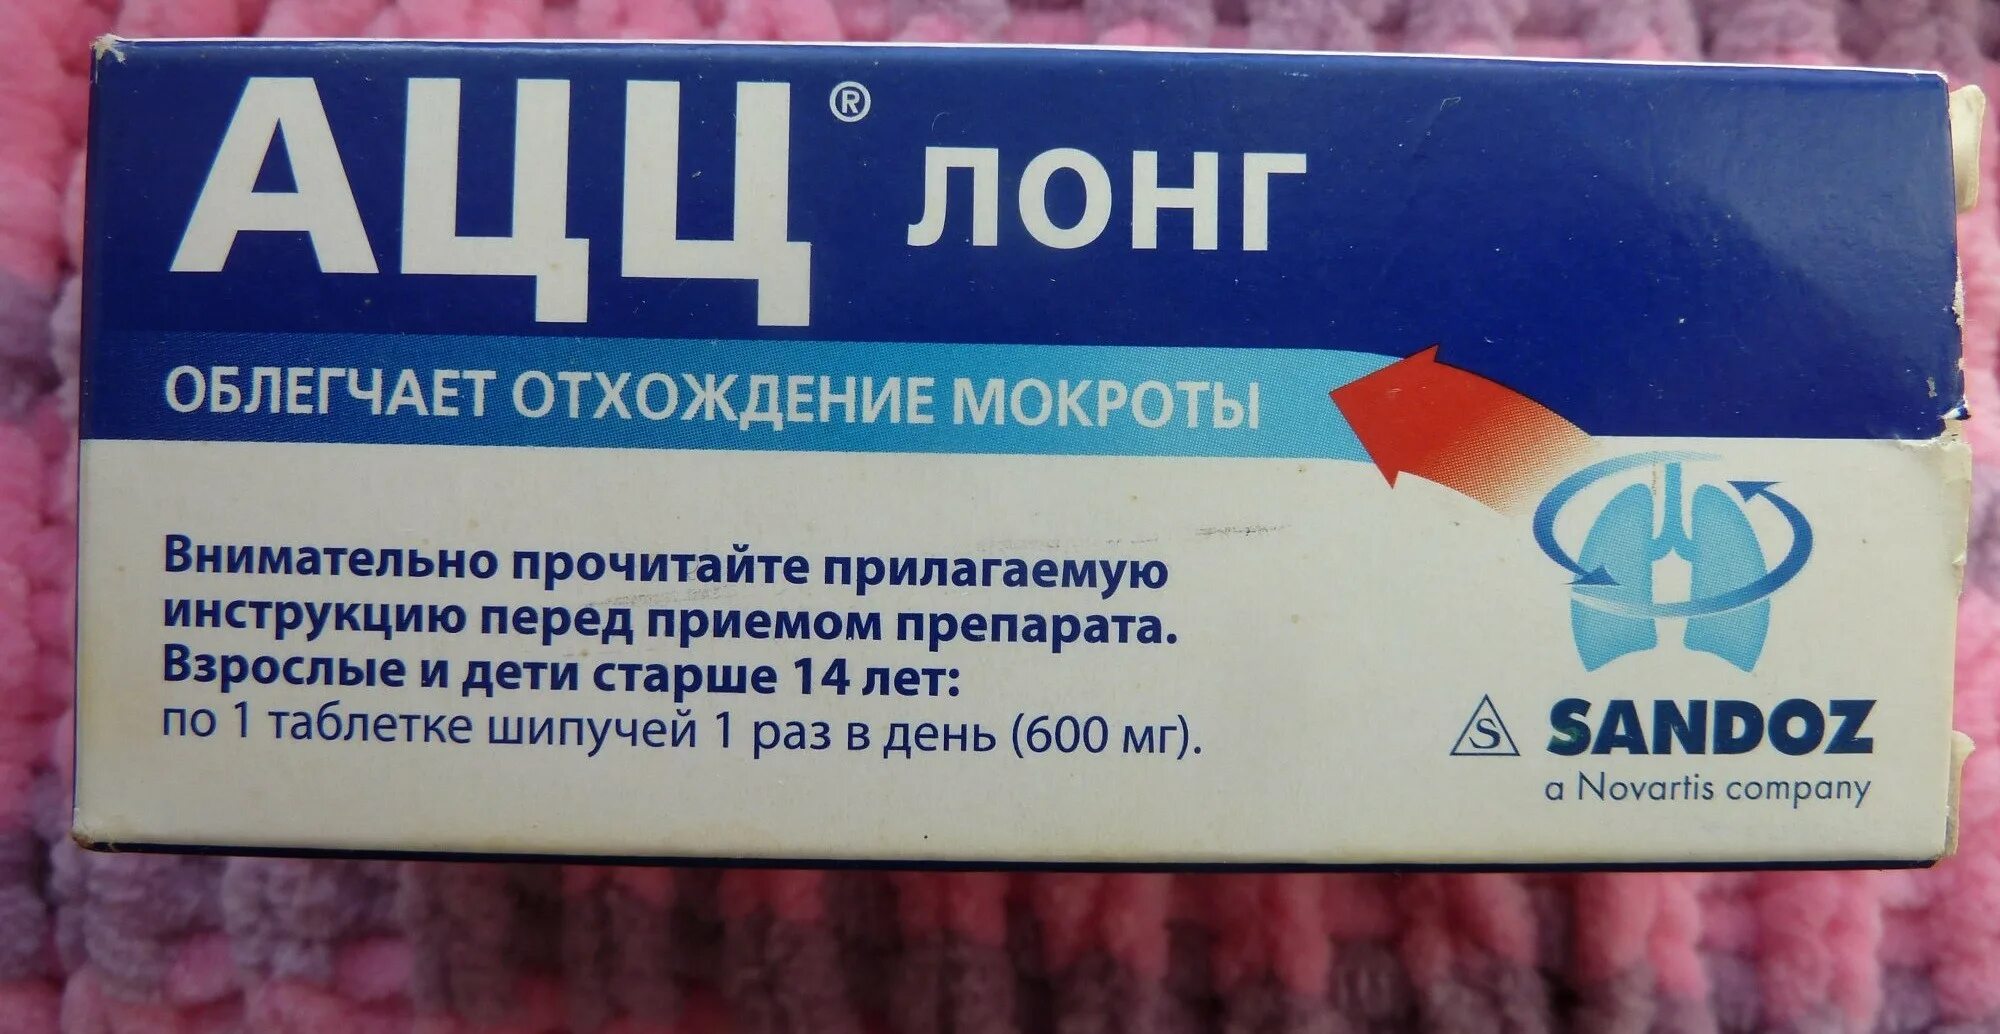 АЦЦ® ЛОНГ
ОБЛЕГЧАЕТ ОТХОЖДЕНИЕ МОКРОТЫ
Внимательно прочитайте прилагаемую
инструкцию перед приемом препарата.
Взрослые и дети старше 14 лет:
по 1 таблетке шипучей 1 раз в день (600 мг).
S SANDOZ
a Novartis company